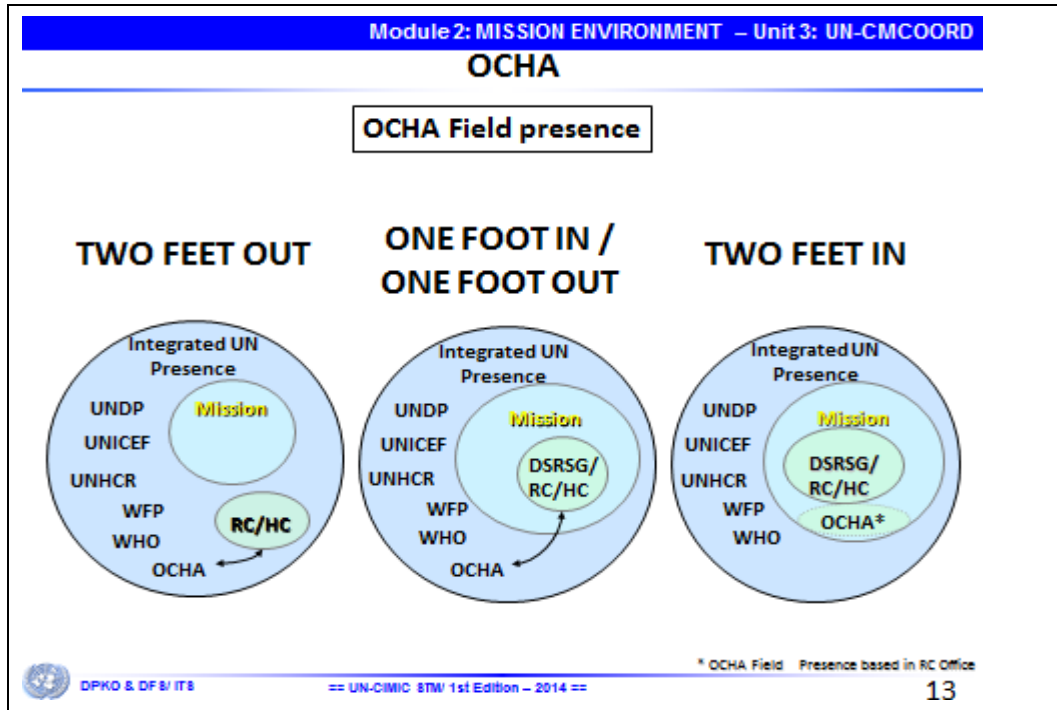 Module 2: MISSION ENVIRONMENT – Unit 3: UN-CMCOORD
OCHA
OCHA Field presence
TWO FEET OUT
Integrated UN
Presence
UNDP
Mission
UNICEF
UNHCR
WFP
RC/HC
WHO
OCHA
ONE FOOT IN /
ONE FOOT OUT
Integrated UN
Presence
UNDP
Mission
UNICEF
DSRSG/
RC/HC
UNHCR
WFP
WHO
OCHA
TWO FEET IN
Integrated UN
Presence
UNDP
Mission
UNICEF
DSRSG/
RC/HC
UNHCR
WFP
OCHA*
WHO
* OCHA Field Presence based in RC Office
DPKO & DFS/ ITS
== UN-CIMIC STM/ 1st Edition – 2014 ==
13